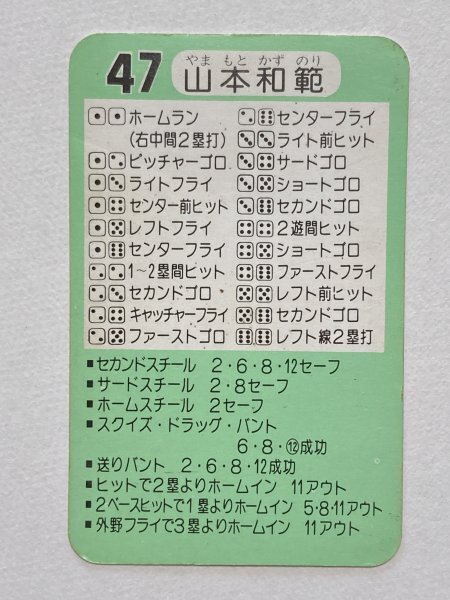 47 山本和範
やま もと かず のり
⚀⚀ホームラン
(右中間2塁打)
⚀⚁ピッチャーゴロ
⚀⚂ライトフライ
⚀⚃センター前ヒット
⚀⚄レフトフライ
⚀⚅センターフライ
⚁⚁1〜2塁間ヒット
⚁⚂セカンドゴロ
⚁⚃キャッチャーフライ
⚁⚄ファーストゴロ
⚁⚅センターフライ
⚂⚂ライト前ヒット
⚂⚃サードゴロ
⚂⚄ショートゴロ
⚂⚅セカンドゴロ
⚃⚃2遊間ヒット
⚃⚄ショートゴロ
⚃⚅ファーストフライ
⚄⚄レフト前ヒット
⚄⚅セカンドゴロ
⚅⚅レフト線2塁打
■セカンドスチール 2・6・8・12セーフ
■サードスチール 2・8セーフ
■ホームスチール 2セーフ
■スクイズ・ドラッグ・バント
6・8・⑫成功
■送りバント 2・6・8・12成功
■ヒットで2塁よりホームイン 11アウト
■2ベースヒットで1塁よりホームイン 5・8・11アウト
■外野フライで3塁よりホームイン 11アウト